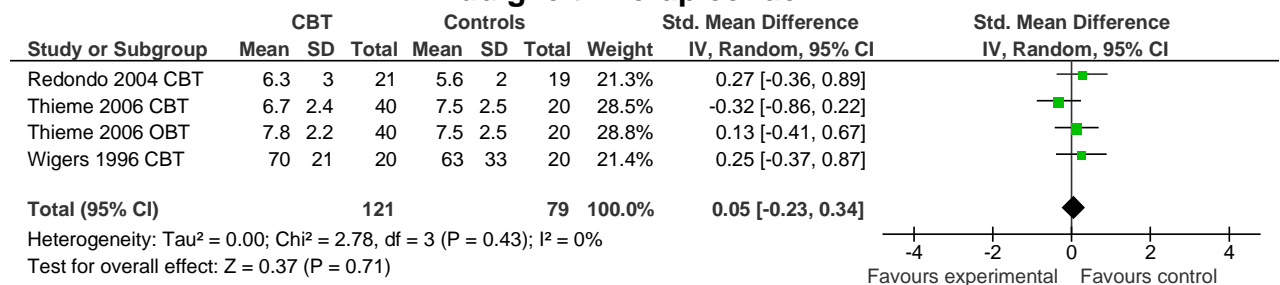 CBT Controls Std. Mean Difference Std. Mean Difference
Study or Subgroup Mean SD Total Mean SD Total Weight IV, Random, 95% CI IV, Random, 95% CI
Redondo 2004 CBT 6.3 3 21 5.6 2 19 21.3% 0.27 [-0.36, 0.89]
Thieme 2006 CBT 6.7 2.4 40 7.5 2.5 20 28.5% -0.32 [-0.86, 0.22]
Thieme 2006 OBT 7.8 2.2 40 7.5 2.5 20 28.8% 0.13 [-0.41, 0.67]
Wigers 1996 CBT 70 21 20 63 33 20 21.4% 0.25 [-0.37, 0.87]
Total (95% CI) 121 79 100.0% 0.05 [-0.23, 0.34]
Heterogeneity: Tau² = 0.00; Chi² = 2.78, df = 3 (P = 0.43); I² = 0%
Test for overall effect: Z = 0.37 (P = 0.71)
-4 -2 0 2 4
Favours experimental Favours control